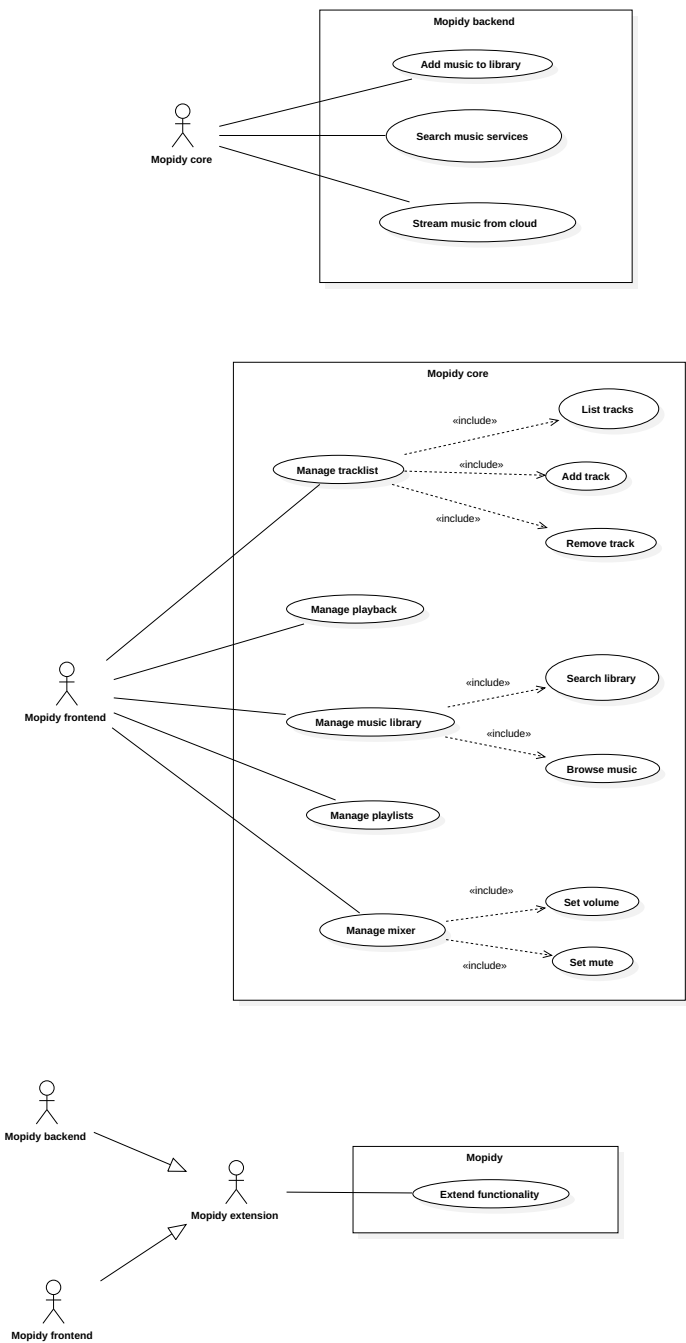 Mopidy backend
Add music to library
Search music services
Mopidy core
Stream music from cloud
Mopidy core
List tracks
«include»
Manage tracklist
«include»
Add track
«include»
Remove track
Manage playback
Mopidy frontend
«include»
Search library
Manage music library
«include»
Browse music
Manage playlists
«include»
Set volume
Manage mixer
«include»
Set mute
Mopidy backend
Mopidy
Extend functionality
Mopidy extension
Mopidy frontend